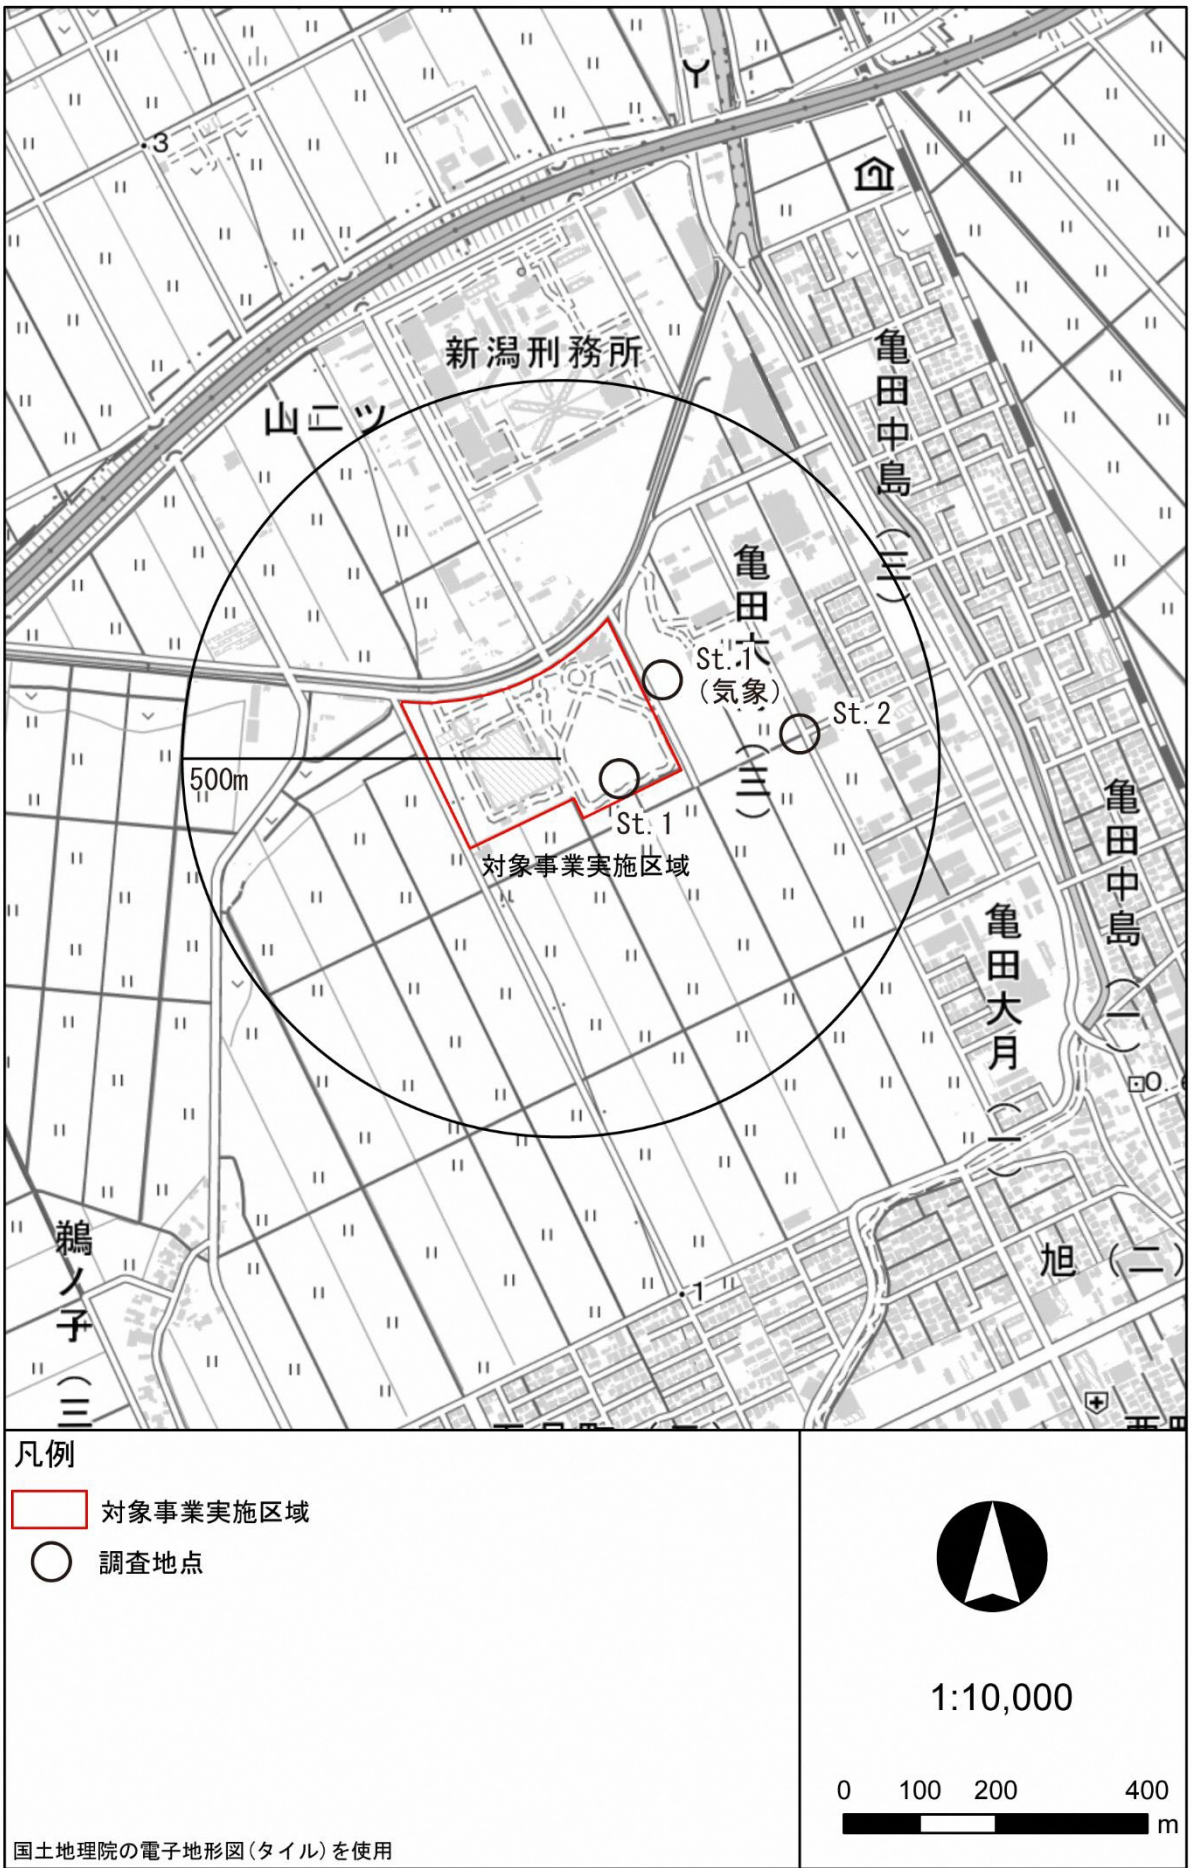 3
新潟刑務所
山二ツ
亀田中島（三）
亀田大
（三）
St.1
（気象）
St.2
500m
St.1
対象事業実施区域
亀田中島（一）
亀田大月（一）
鵜ノ子（三
旭（二）
1
凡例
対象事業実施区域
調査地点
1:10,000
0 100 200 400
m
国土地理院の電子地形図(タイル)を使用